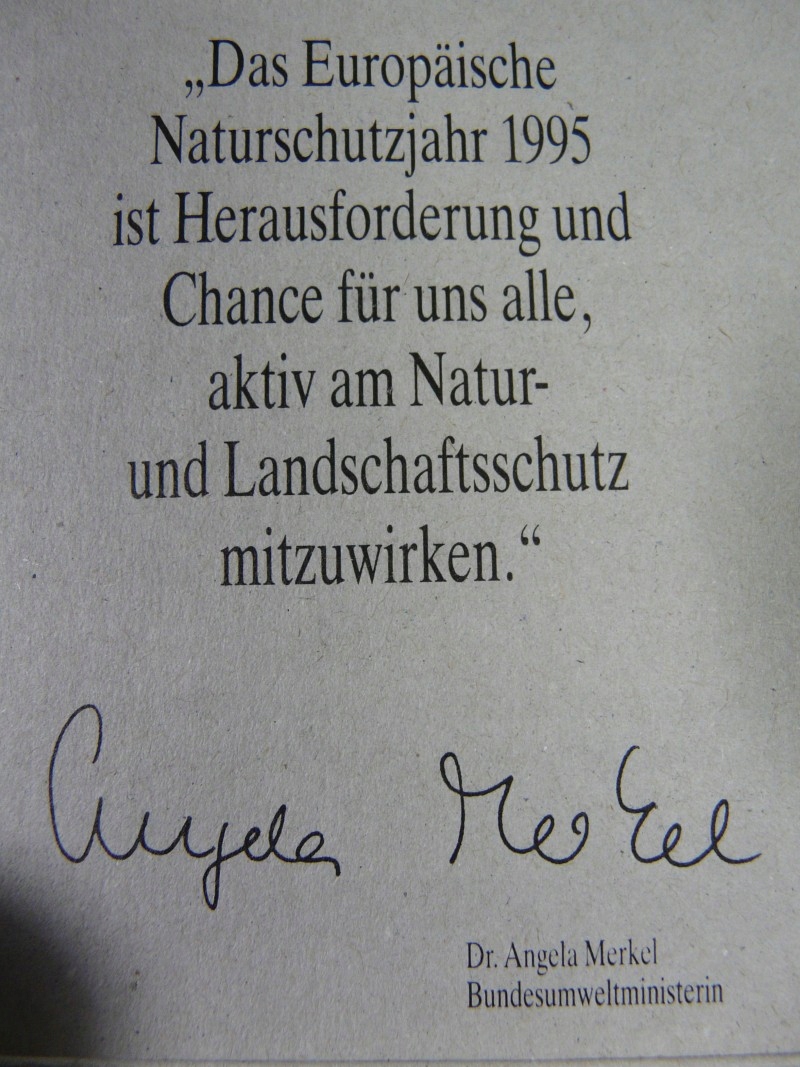 „Das Europäische
Naturschutzjahr 1995
ist Herausforderung und
Chance für uns alle,
aktiv am Natur-
und Landschaftsschutz
mitzuwirken.“
Angela Merkel
Dr. Angela Merkel
Bundesumweltministerin